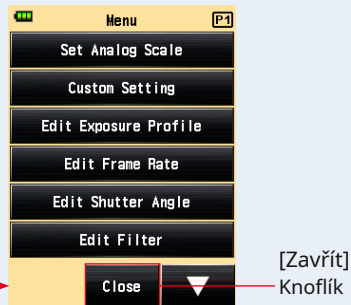 Menu P1
Set Analog Scale
Custom Setting
Edit Exposure Profile
Edit Frame Rate
Edit Shutter Angle
Edit Filter
Close
[Zavřít]
Knoflík